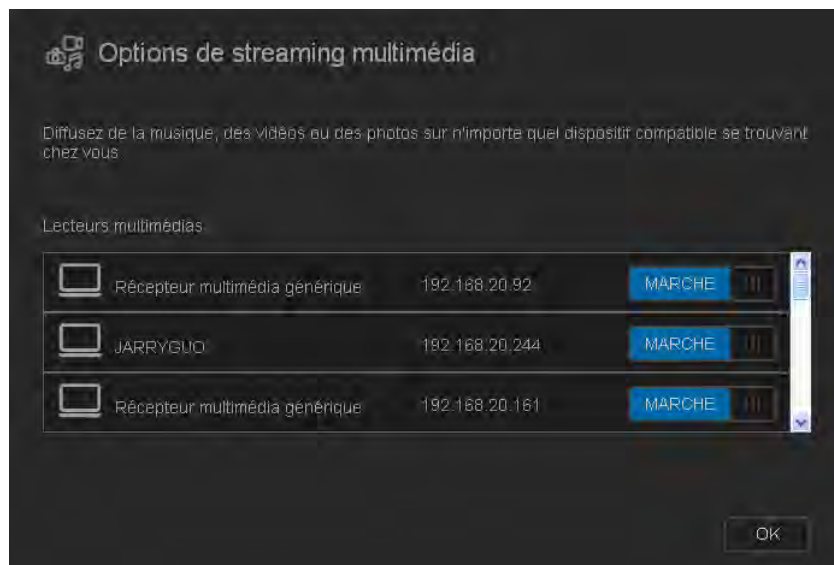 Options de streaming multimédia
Diffusez de la musique, des vidéos ou des photos sur n'importe quel dispositif compatible se trouvant
chez vous
Lecteurs multimédias
Récepteur multimédia générique 192.168.20.92 MARCHE
JARRYGUO 192.168.20.244 MARCHE
Récepteur multimédia générique 192.168.20.161 MARCHE
OK